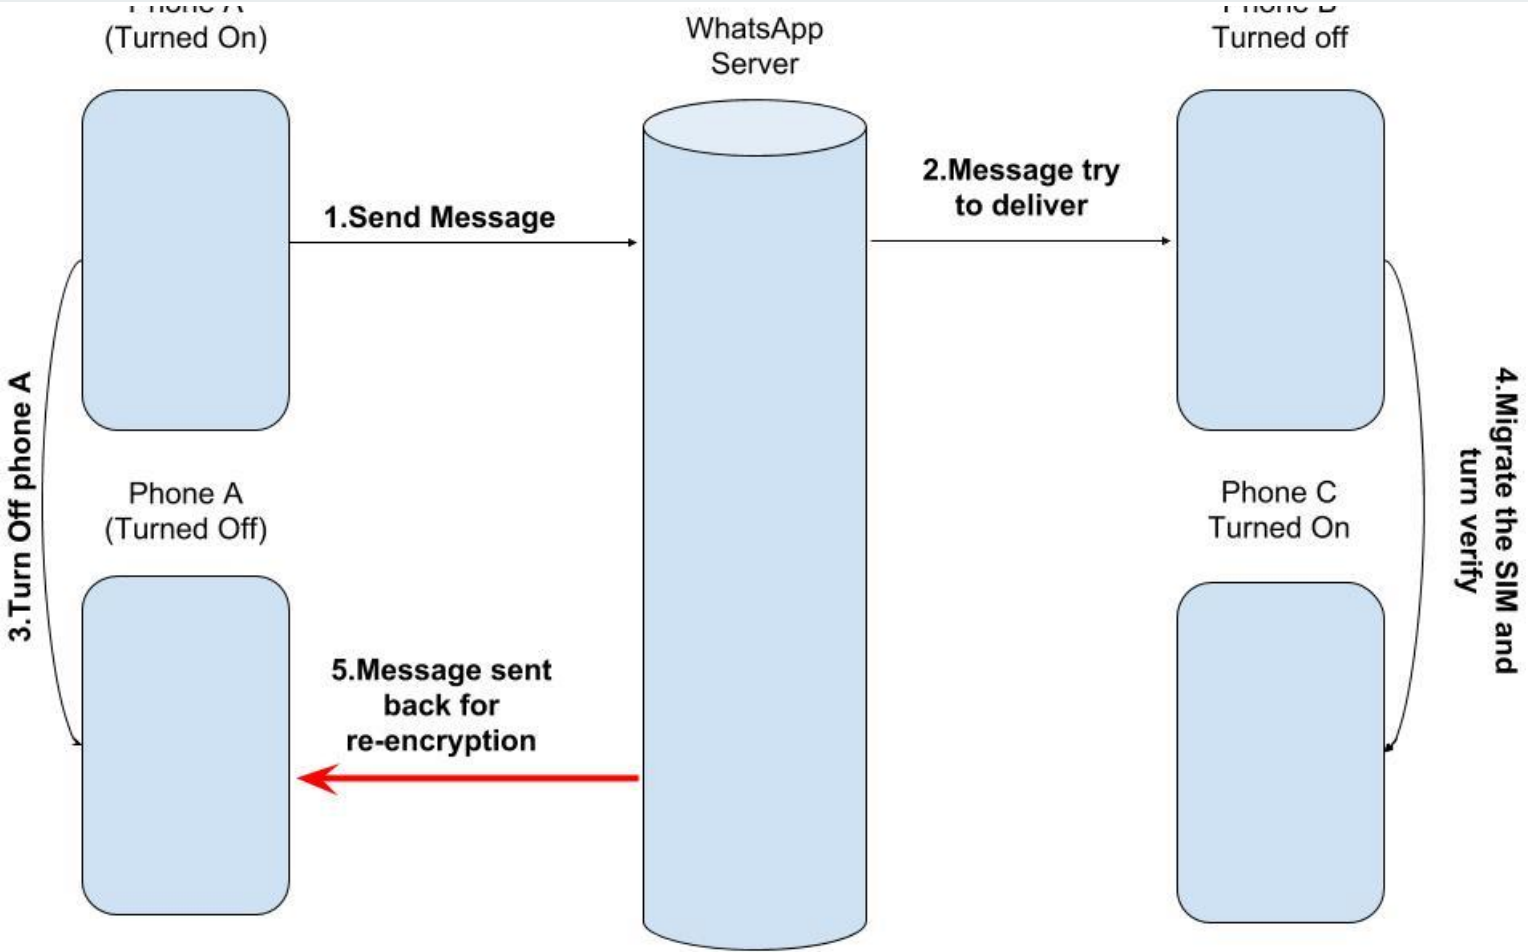 Phone A
(Turned On)
WhatsApp
Server
Phone B
Turned off
1.Send Message
2.Message try
to deliver
3.Turn Off phone A
4.Migrate the SIM and
turn verify
Phone A
(Turned Off)
Phone C
Turned On
5.Message sent
back for
re-encryption